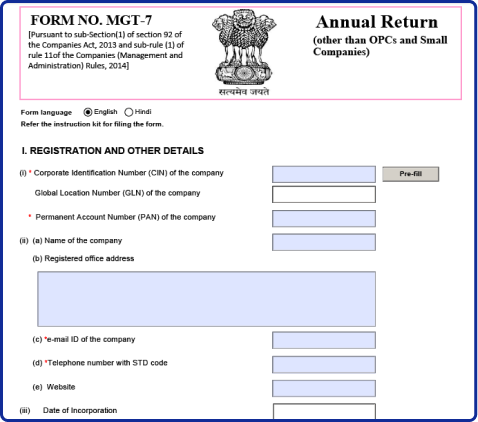 FORM NO. MGT-7
[Pursuant to sub-Section(1) of section 92 of
the Companies Act, 2013 and sub-rule (1) of
rule 11of the Companies (Management and
Administration) Rules, 2014]
सत्यमेव जयते
Annual Return
(other than OPCs and Small
Companies)
Form language English Hindi
Refer the instruction kit for filing the form.
I. REGISTRATION AND OTHER DETAILS
(i) * Corporate Identification Number (CIN) of the company Pre-fill
Global Location Number (GLN) of the company
* Permanent Account Number (PAN) of the company
(ii) (a) Name of the company
(b) Registered office address
(c) *e-mail ID of the company
(d) *Telephone number with STD code
(e) Website
(iii) Date of Incorporation